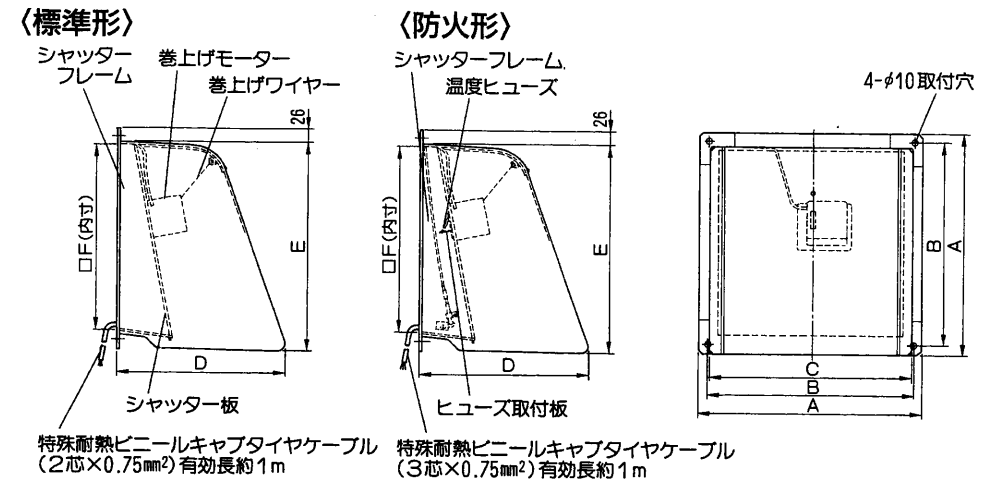 〈標準形〉
シャッター
フレーム
巻上げモーター
巻上げワイヤー
26
□F(内寸)
E
D
シャッター板
特殊耐熱ビニールキャブタイヤケーブル
(2芯×0.75mm²)有効長約1m
〈防火形〉
シャッターフレーム
温度ヒューズ
26
□F(内寸)
E
D
ヒューズ取付板
特殊耐熱ビニールキャブタイヤケーブル
(3芯×0.75mm²)有効長約1m
4-φ10取付穴
B
A
C
B
A